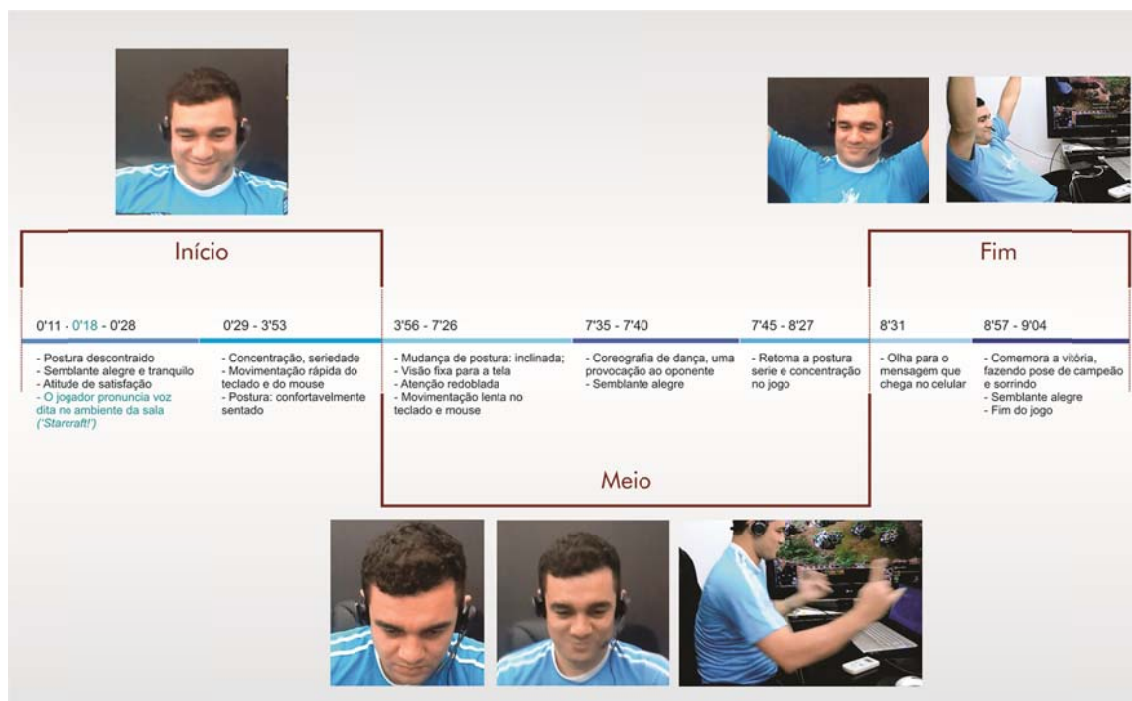 Início
Fim
0'11 - 0'18 - 0'28
- Postura descontraido
- Semblante alegre e tranquilo
- Atitude de satisfação
- O jogador pronuncia voz
dita no ambiente da sala
('Starcraft!')
0'29 - 3'53
- Concentração, seriedade
- Movimentação rápida do
teclado e do mouse
- Postura: confortavelmente
sentado
3'56 - 7'26
- Mudança de postura: inclinada;
- Visão fixa para a tela
- Atenção redoblada
- Movimentação lenta no
teclado e mouse
7'35 - 7'40
- Coreografia de dança, uma
provocação ao oponente
- Semblante alegre
7'45 - 8'27
- Retoma a postura
serie e concentração
no jogo
8'31
- Olha para o
mensagem que
chega no celular
8'57 - 9'04
- Comemora a vitória,
fazendo pose de campeão
e sorrindo
- Semblante alegre
- Fim do jogo
Meio